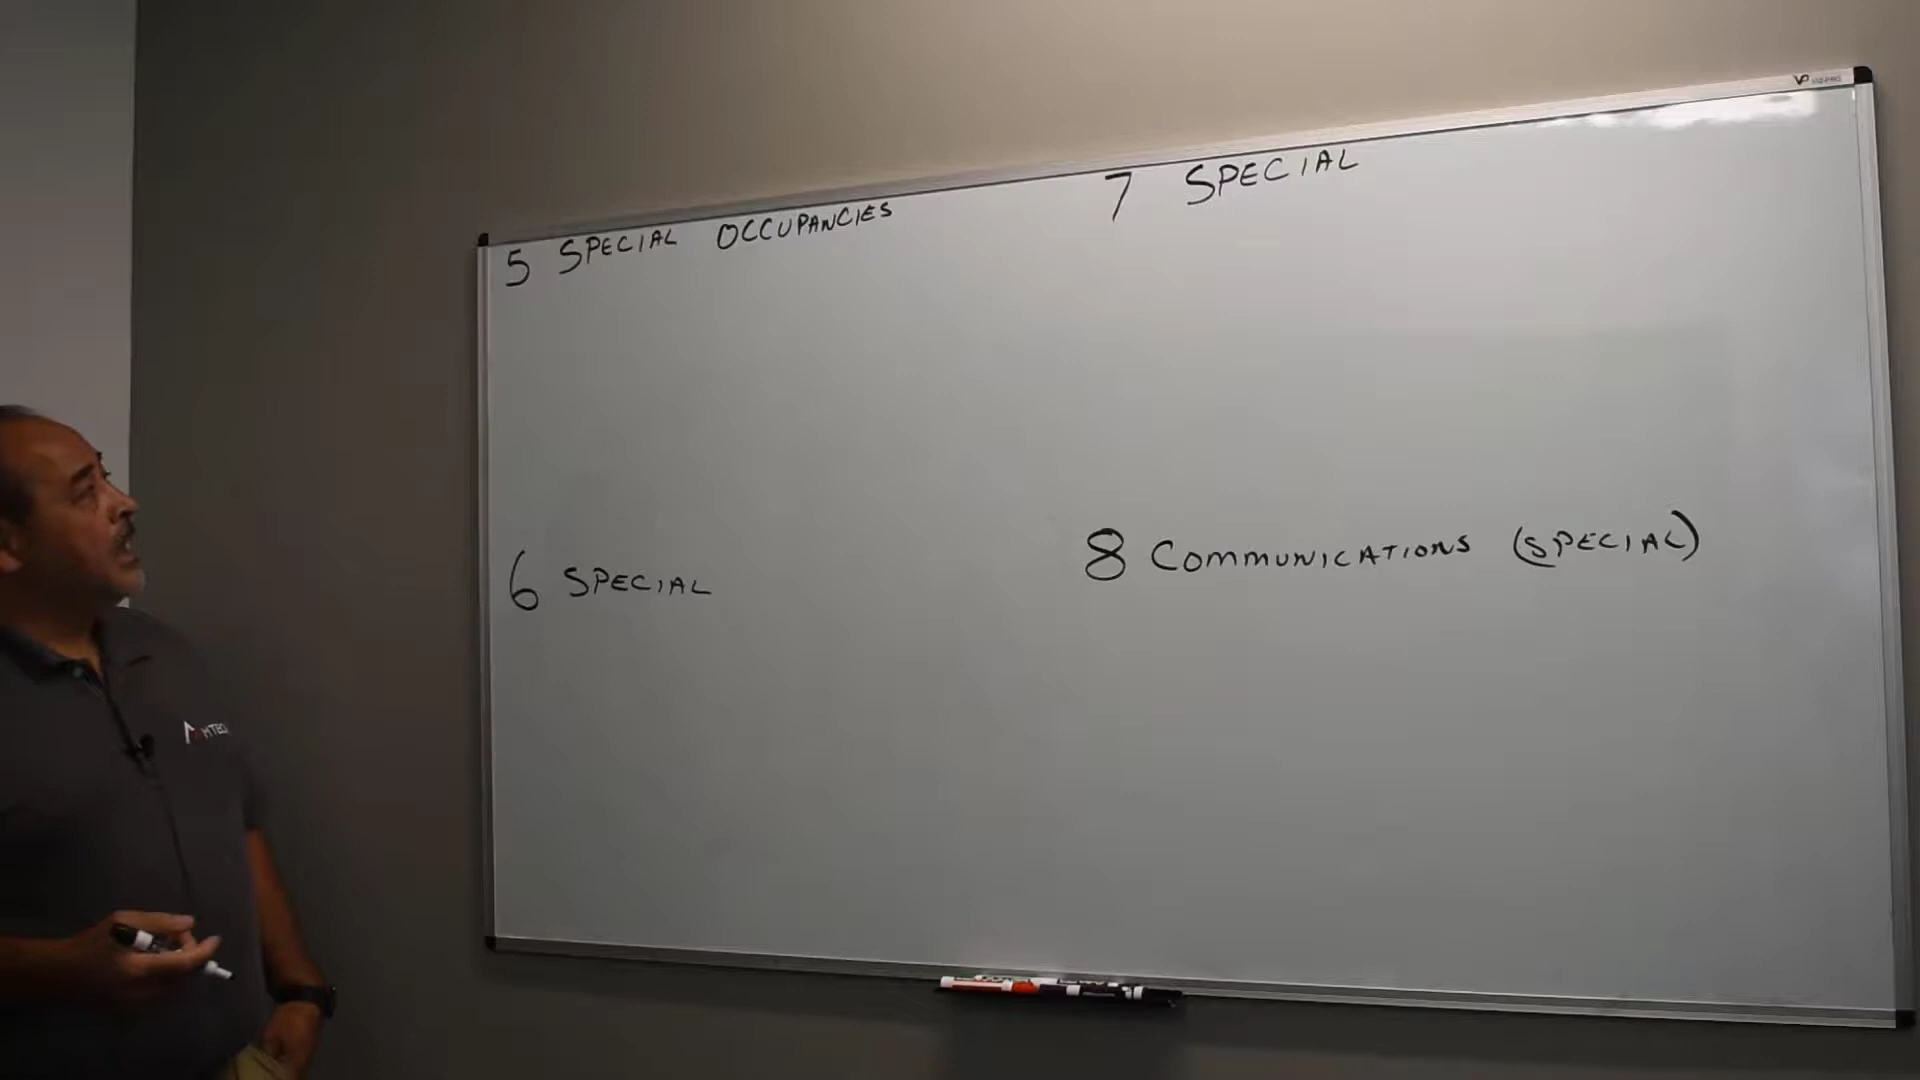 5 SPECIAL OCCUPANCIES
7 SPECIAL
6 SPECIAL
8 COMMUNICATIONS (SPECIAL)